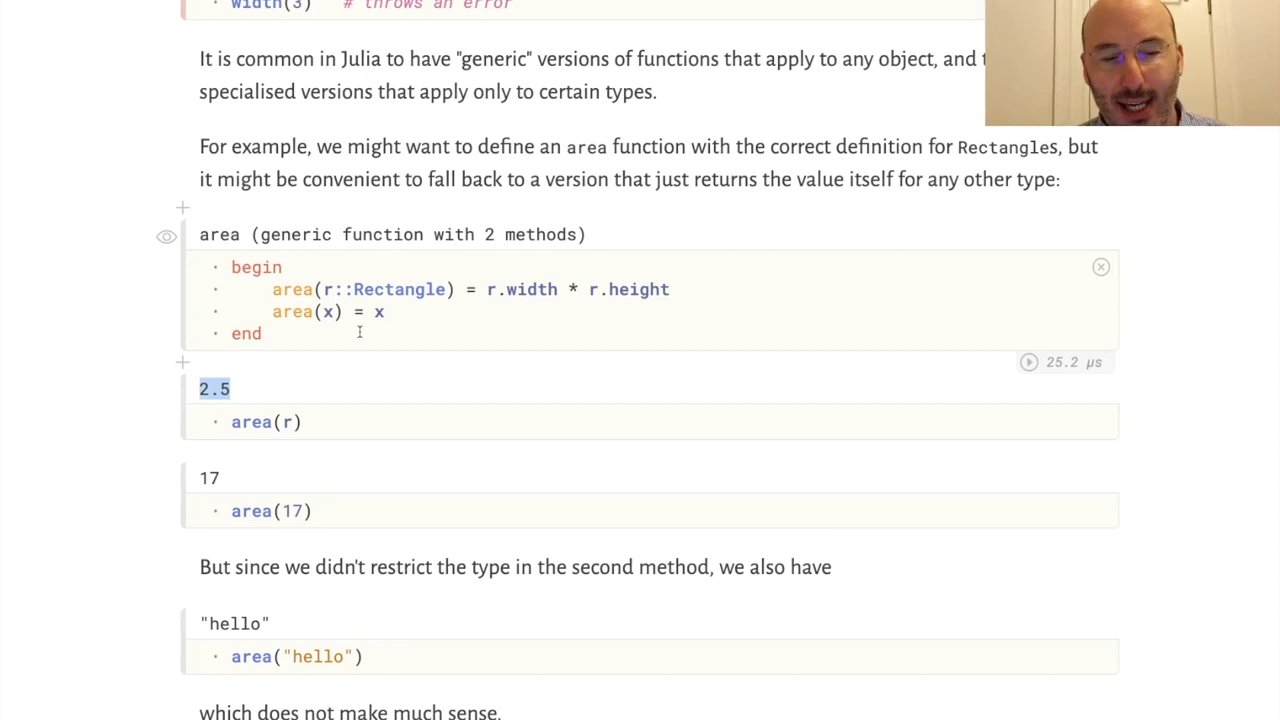 width(3) # throws an error
It is common in Julia to have "generic" versions of functions that apply to any object, and
specialised versions that apply only to certain types.
For example, we might want to define an area function with the correct definition for Rectangles, but
it might be convenient to fall back to a version that just returns the value itself for any other type:
area (generic function with 2 methods)
begin
area(r::Rectangle) = r.width * r.height
area(x) = x
end
25.2 μs
2.5
area(r)
17
area(17)
But since we didn't restrict the type in the second method, we also have
"hello"
area("hello")
which does not make much sense.